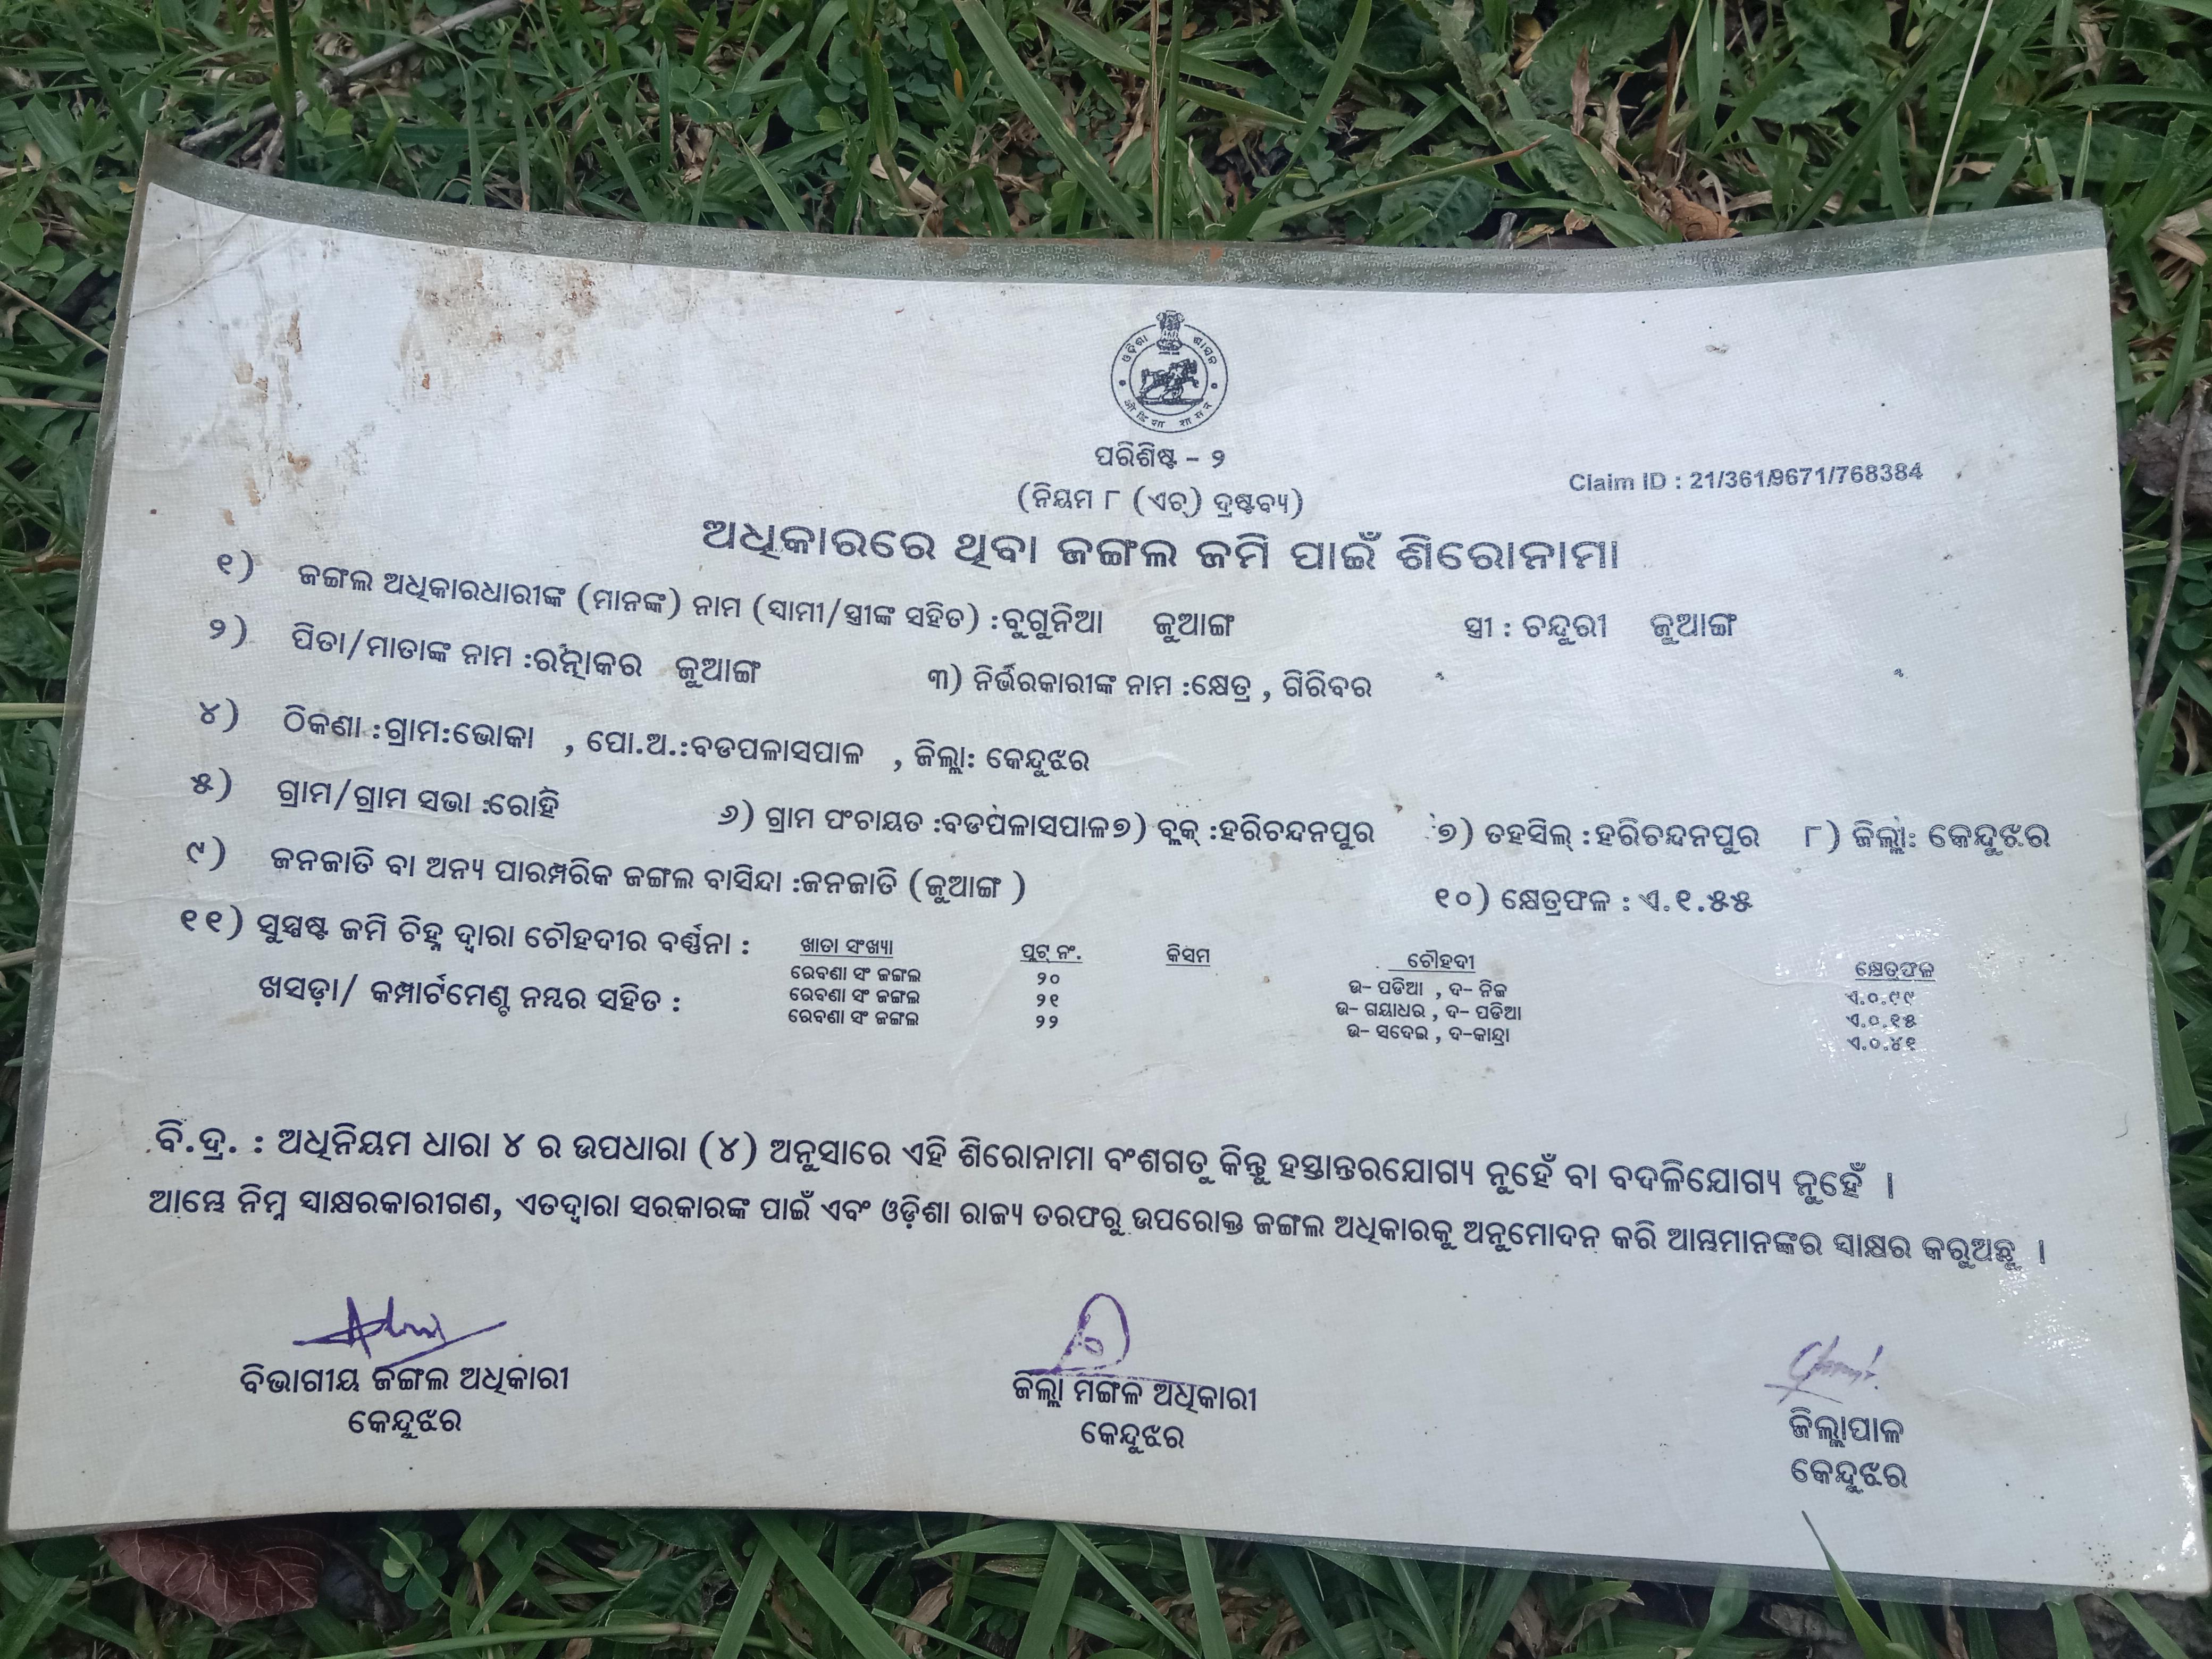 ଓଡ଼ିଶା ଶାସନ
ओडिशा शासन
ପରିଶିଷ୍ଟ - ୨
(ନିୟମ ୮ (ଏଚ୍) ଦ୍ରଷ୍ଟବ୍ୟ)
Claim ID : 21/361/9671/768384
ଅଧିକାରରେ ଥିବା ଜଙ୍ଗଲ ଜମି ପାଇଁ ଶିରୋନାମା
୧) ଜଙ୍ଗଲ ଅଧିକାରଧାରୀଙ୍କ (ମାନଙ୍କ) ନାମ (ସ୍ୱାମୀ/ସ୍ତ୍ରୀଙ୍କ ସହିତ) :ବୁଗୁନିଆ ଜୁଆଙ୍ଗ ସ୍ତ୍ରୀ : ଚନ୍ଦୁରୀ ଜୁଆଙ୍ଗ
୨) ପିତା/ମାତାଙ୍କ ନାମ :ରତ୍ନାକର ଜୁଆଙ୍ଗ ୩) ନିର୍ଭରକାରୀଙ୍କ ନାମ :କ୍ଷେତ୍ର , ଗିରିବର
୪) ଠିକଣା :ଗ୍ରାମ:ଭୋକା , ପୋ.ଅ.:ବଡପଳାସପାଳ , ଜିଲ୍ଲା: କେନ୍ଦୁଝର
୫) ଗ୍ରାମ/ଗ୍ରାମ ସଭା :ରୋହି ୬) ଗ୍ରାମ ପଂଚାୟତ :ବଡପଳାସପାଳ ୭) ବ୍ଲକ୍ :ହରିଚନ୍ଦନପୁର ୭) ତହସିଲ୍ :ହରିଚନ୍ଦନପୁର ୮) ଜିଲ୍ଲା: କେନ୍ଦୁଝର
୯) ଜନଜାତି ବା ଅନ୍ୟ ପାରମ୍ପରିକ ଜଙ୍ଗଲ ବାସିନ୍ଦା :ଜନଜାତି (ଜୁଆଙ୍ଗ ) ୧୦) କ୍ଷେତ୍ରଫଳ : ଏ.୧.୫୫
୧୧) ସୁସ୍ପଷ୍ଟ ଜମି ଚିହ୍ନ ଦ୍ୱାରା ଚୌହଦୀର ବର୍ଣ୍ଣନା :
ଖସଡ଼ା/ କମ୍ପାର୍ଟମେଣ୍ଟ ନମ୍ବର ସହିତ :
ଖାତା ସଂଖ୍ୟା ପ୍ଲଟ୍ ନଂ. କିସମ ଚୌହଦୀ କ୍ଷେତ୍ରଫଳ
ରେବଣା ସଂ ଜଙ୍ଗଲ ୨୦ ଉ- ପଡିଆ , ଦ- ନିଜ ଏ.୦.୯୯
ରେବଣା ସଂ ଜଙ୍ଗଲ ୨୧ ଉ- ଗୟାଧର , ଦ- ପଡିଆ ଏ.୦.୧୫
ରେବଣା ସଂ ଜଙ୍ଗଲ ୨୨ ଉ- ସଦେଇ , ଦ-କାନ୍ଦ୍ରା ଏ.୦.୪୧
ବି.ଦ୍ର. : ଅଧିନିୟମ ଧାରା ୪ ର ଉପଧାରା (୪) ଅନୁସାରେ ଏହି ଶିରୋନାମା ବଂଶଗତ କିନ୍ତୁ ହସ୍ତାନ୍ତରଯୋଗ୍ୟ ନୁହେଁ ବା ବଦଳିଯୋଗ୍ୟ ନୁହେଁ ।
ଆମ୍ଭେ ନିମ୍ନ ସ୍ୱାକ୍ଷରକାରୀଗଣ, ଏତଦ୍ୱାରା ସରକାରଙ୍କ ପାଇଁ ଏବଂ ଓଡ଼ିଶା ରାଜ୍ୟ ତରଫରୁ ଉପରୋକ୍ତ ଜଙ୍ଗଲ ଅଧିକାରକୁ ଅନୁମୋଦନ କରି ଆମ୍ଭମାନଙ୍କର ସ୍ୱାକ୍ଷର କରୁଅଛୁ ।
ବିଭାଗୀୟ ଜଙ୍ଗଲ ଅଧିକାରୀ ଜିଲ୍ଲା ମଙ୍ଗଳ ଅଧିକାରୀ ଜିଲ୍ଲାପାଳ
କେନ୍ଦୁଝର କେନ୍ଦୁଝର କେନ୍ଦୁଝର